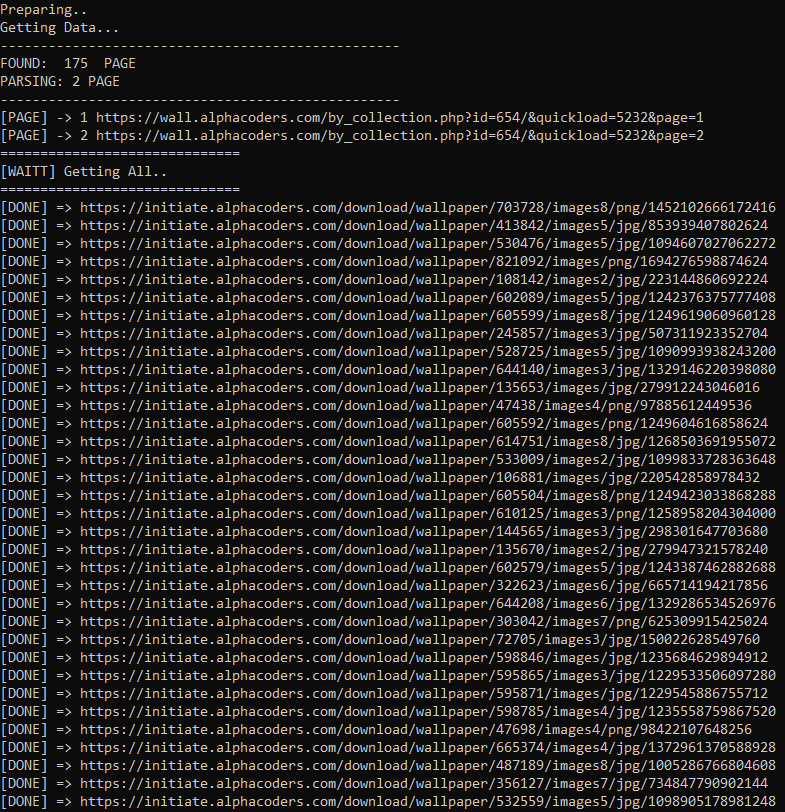 Preparing..
Getting Data...
--------------------------------------------------
FOUND:  175  PAGE
PARSING: 2 PAGE
--------------------------------------------------
[PAGE] -> 1 https://wall.alphacoders.com/by_collection.php?id=654/&quickload=5232&page=1
[PAGE] -> 2 https://wall.alphacoders.com/by_collection.php?id=654/&quickload=5232&page=2
==============================
[WAITT] Getting All..
==============================
[DONE] => https://initiate.alphacoders.com/download/wallpaper/703728/images8/png/1452102666172416
[DONE] => https://initiate.alphacoders.com/download/wallpaper/413842/images5/jpg/853939407802624
[DONE] => https://initiate.alphacoders.com/download/wallpaper/530476/images5/jpg/1094607027062272
[DONE] => https://initiate.alphacoders.com/download/wallpaper/821092/images/png/1694276598874624
[DONE] => https://initiate.alphacoders.com/download/wallpaper/108142/images2/jpg/223144860692224
[DONE] => https://initiate.alphacoders.com/download/wallpaper/602089/images5/jpg/1242376375777408
[DONE] => https://initiate.alphacoders.com/download/wallpaper/605599/images8/jpg/1249619060960128
[DONE] => https://initiate.alphacoders.com/download/wallpaper/245857/images3/jpg/507311923352704
[DONE] => https://initiate.alphacoders.com/download/wallpaper/528725/images5/jpg/1090993938243200
[DONE] => https://initiate.alphacoders.com/download/wallpaper/644140/images3/jpg/1329146220398080
[DONE] => https://initiate.alphacoders.com/download/wallpaper/135653/images/jpg/279912243046016
[DONE] => https://initiate.alphacoders.com/download/wallpaper/47438/images4/png/97885612449536
[DONE] => https://initiate.alphacoders.com/download/wallpaper/605592/images/png/1249604616858624
[DONE] => https://initiate.alphacoders.com/download/wallpaper/614751/images8/jpg/1268503691955072
[DONE] => https://initiate.alphacoders.com/download/wallpaper/533009/images2/jpg/1099833728363648
[DONE] => https://initiate.alphacoders.com/download/wallpaper/106881/images/jpg/220542858978432
[DONE] => https://initiate.alphacoders.com/download/wallpaper/605504/images8/png/1249423033868288
[DONE] => https://initiate.alphacoders.com/download/wallpaper/610125/images3/png/1258958204304000
[DONE] => https://initiate.alphacoders.com/download/wallpaper/144565/images3/jpg/298301647703680
[DONE] => https://initiate.alphacoders.com/download/wallpaper/135670/images2/jpg/279947321578240
[DONE] => https://initiate.alphacoders.com/download/wallpaper/602579/images5/jpg/1243387462882688
[DONE] => https://initiate.alphacoders.com/download/wallpaper/322623/images6/jpg/665714194217856
[DONE] => https://initiate.alphacoders.com/download/wallpaper/644208/images6/jpg/1329286534526976
[DONE] => https://initiate.alphacoders.com/download/wallpaper/303042/images7/png/625309915425024
[DONE] => https://initiate.alphacoders.com/download/wallpaper/72705/images3/jpg/150022628549760
[DONE] => https://initiate.alphacoders.com/download/wallpaper/598846/images/jpg/1235684629894912
[DONE] => https://initiate.alphacoders.com/download/wallpaper/595865/images3/jpg/1229533506097280
[DONE] => https://initiate.alphacoders.com/download/wallpaper/595871/images/jpg/1229545886755712
[DONE] => https://initiate.alphacoders.com/download/wallpaper/598785/images4/jpg/1235558759867520
[DONE] => https://initiate.alphacoders.com/download/wallpaper/47698/images4/png/98422107648256
[DONE] => https://initiate.alphacoders.com/download/wallpaper/665374/images4/jpg/1372961370588928
[DONE] => https://initiate.alphacoders.com/download/wallpaper/487189/images8/jpg/1005286766804608
[DONE] => https://initiate.alphacoders.com/download/wallpaper/356127/images7/jpg/734847790902144
[DONE] => https://initiate.alphacoders.com/download/wallpaper/532559/images5/jpg/1098905178981248